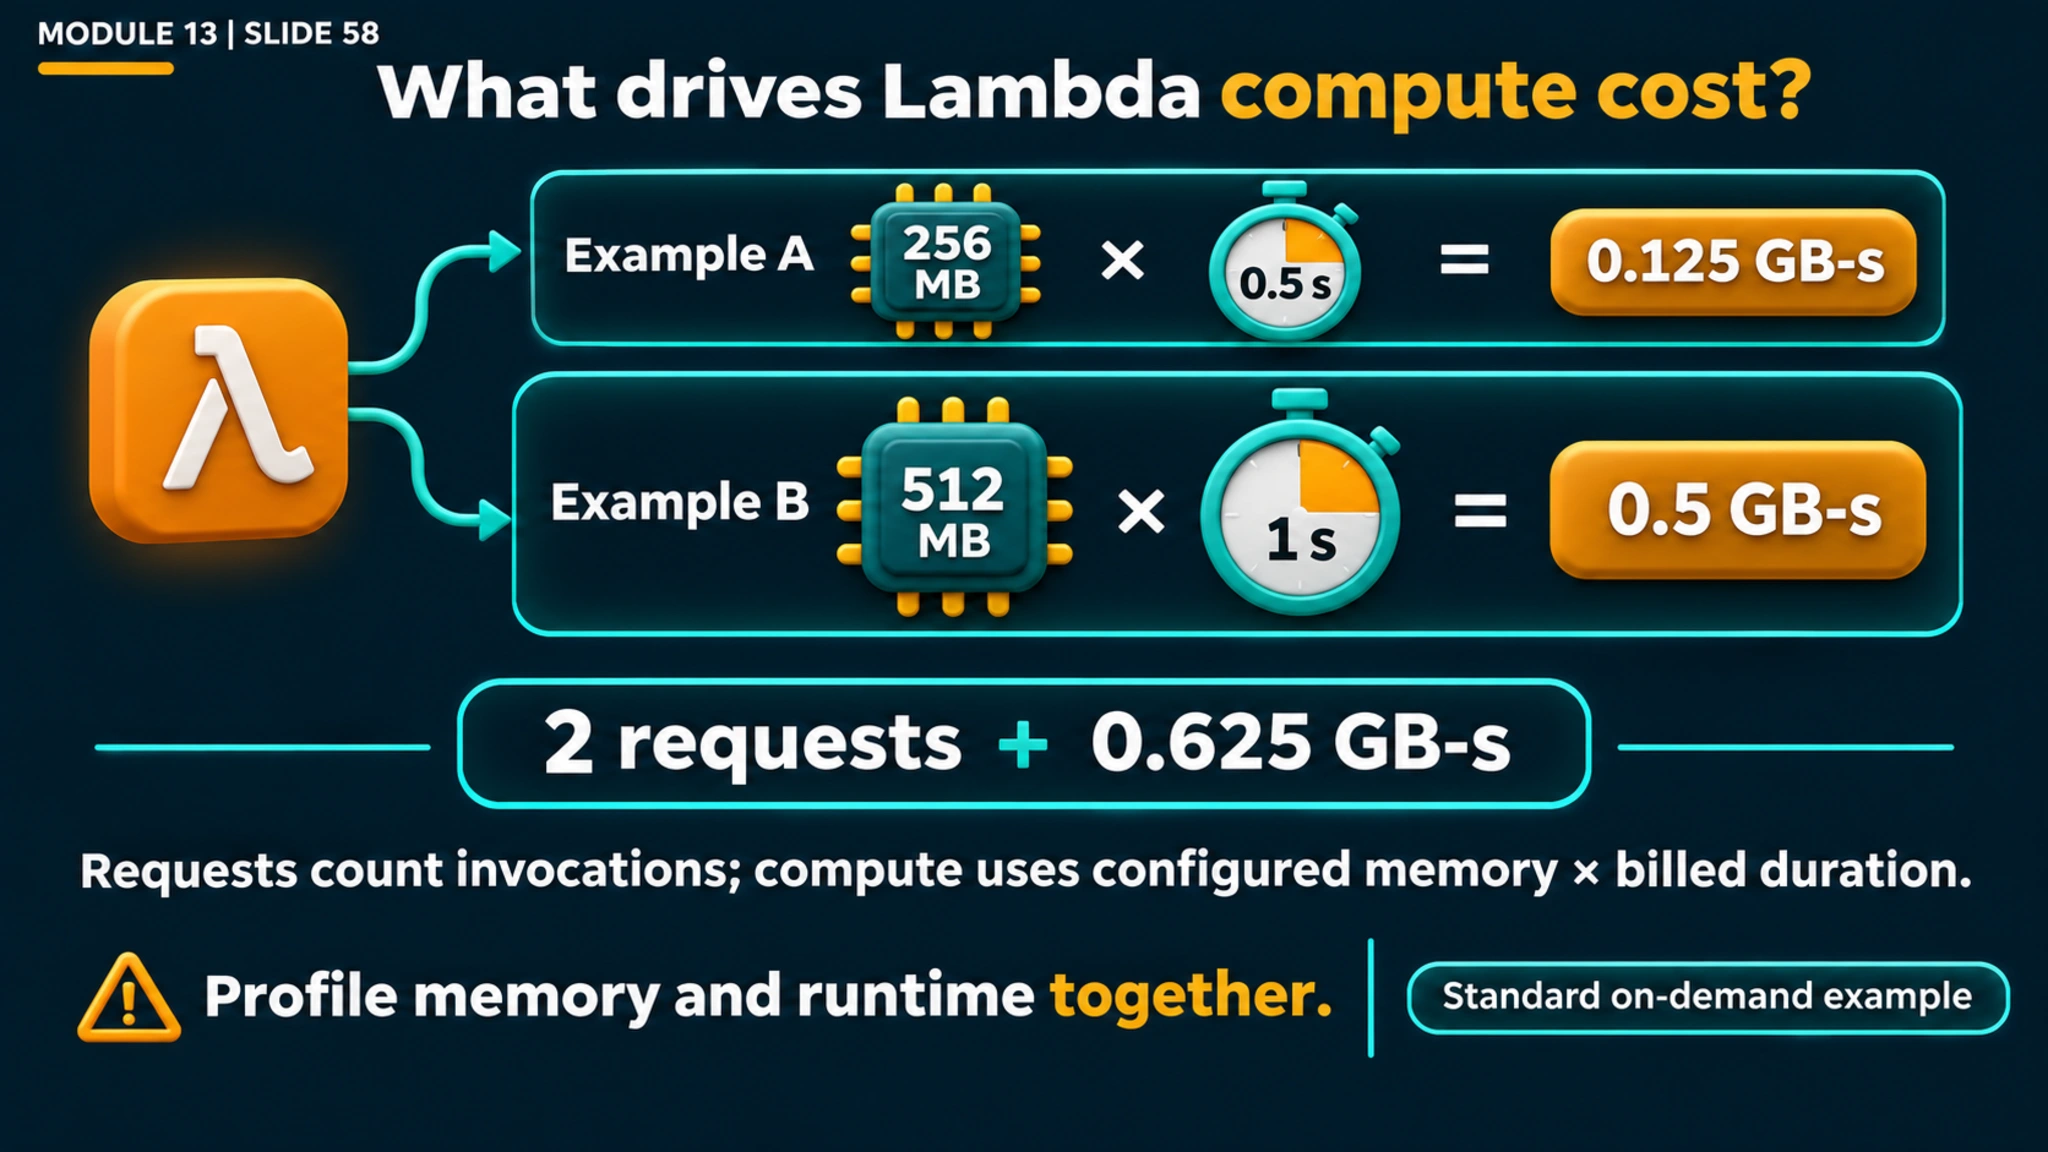 MODULE 13 | SLIDE 58
What drives Lambda compute cost?
Example A
256
MB
×
0.5 s
=
0.125 GB-s
λ
Example B
512
MB
×
1 s
=
0.5 GB-s
2 requests + 0.625 GB-s
Requests count invocations; compute uses configured memory × billed duration.
! Profile memory and runtime together.
Standard on-demand example